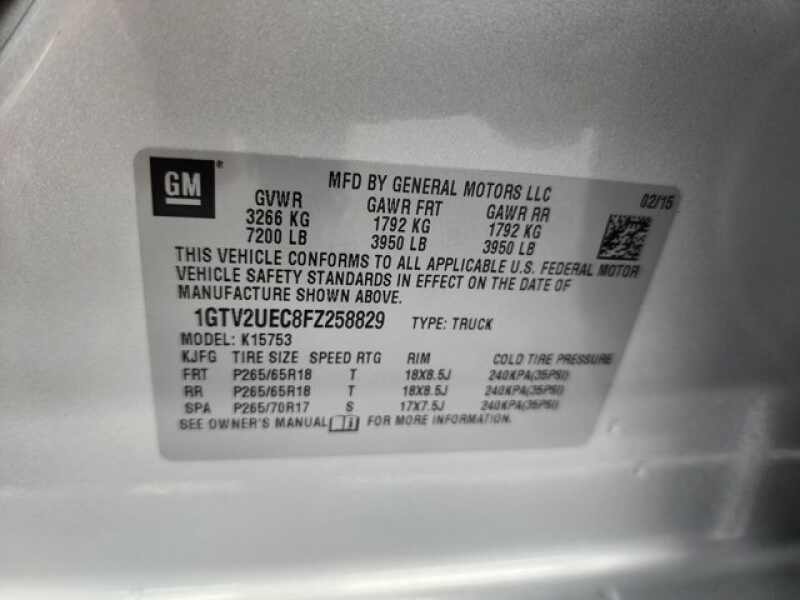 GM®
MFD BY GENERAL MOTORS LLC 02/15
GVWR GAWR FRT GAWR RR
3266 KG 1792 KG 1792 KG
7200 LB 3950 LB 3950 LB
THIS VEHICLE CONFORMS TO ALL APPLICABLE U.S. FEDERAL MOTOR
VEHICLE SAFETY STANDARDS IN EFFECT ON THE DATE OF
MANUFACTURE SHOWN ABOVE.
1GTV2UEC8FZ258829 TYPE: TRUCK
MODEL: K15753
KJFG TIRE SIZE SPEED RTG RIM COLD TIRE PRESSURE
FRT P265/65R18 T 18X8.5J 240KPA(35PSI)
RR P265/65R18 T 18X8.5J 240KPA(35PSI)
SPA P265/70R17 S 17X7.5J 240KPA(35PSI)
SEE OWNER'S MANUAL FOR MORE INFORMATION.